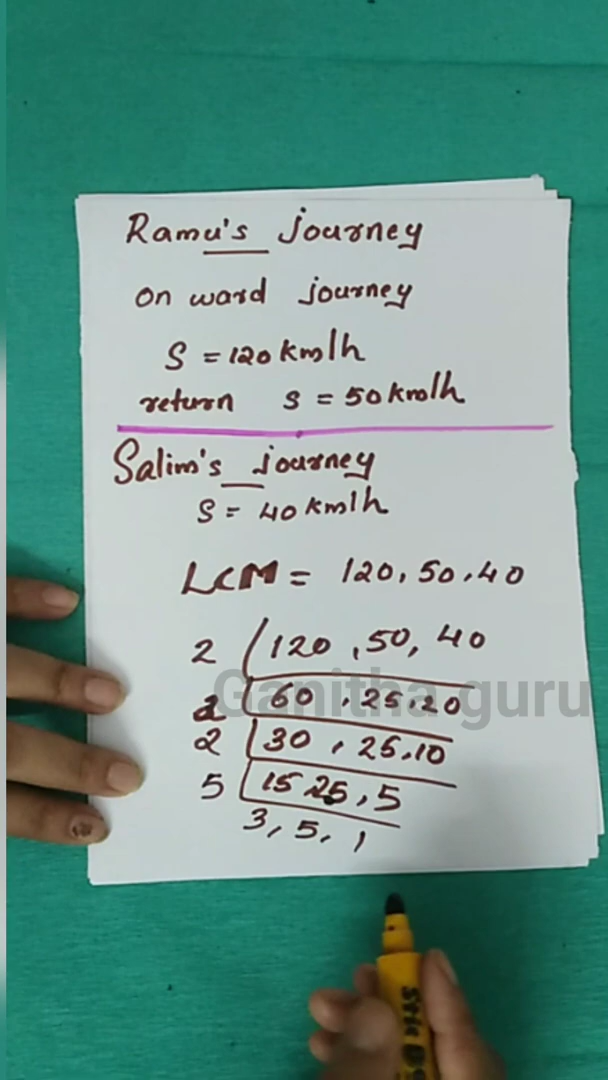 Ramu's journey
on ward journey
S = 120 km/h
return s = 50 km/h
Salim's journey
S = 40 km/h
LCM = 120, 50, 40
2 120, 50, 40
2 60, 25, 20
2 30, 25, 10
5 15 25, 5
3, 5, 1
Ganitha guru